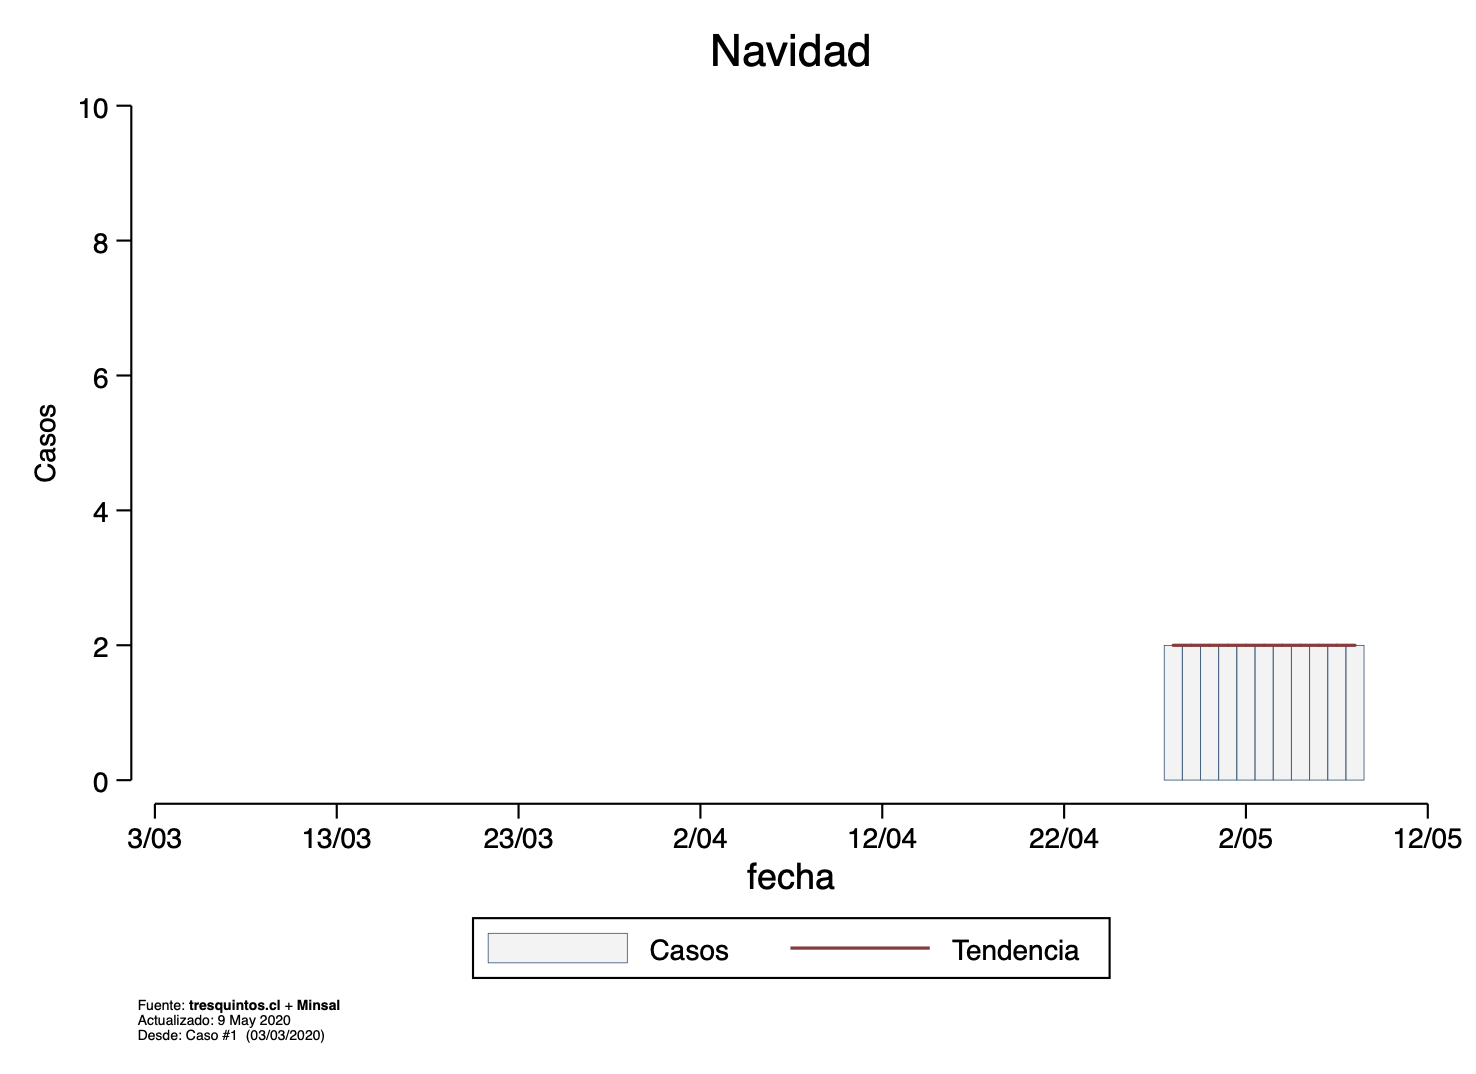 Navidad
10
8
6
4
2
0
Casos
3/03 13/03 23/03 2/04 12/04 22/04 2/05 12/05
fecha
Casos Tendencia
Fuente: tresquintos.cl + Minsal
Actualizado: 9 May 2020
Desde: Caso #1 (03/03/2020)